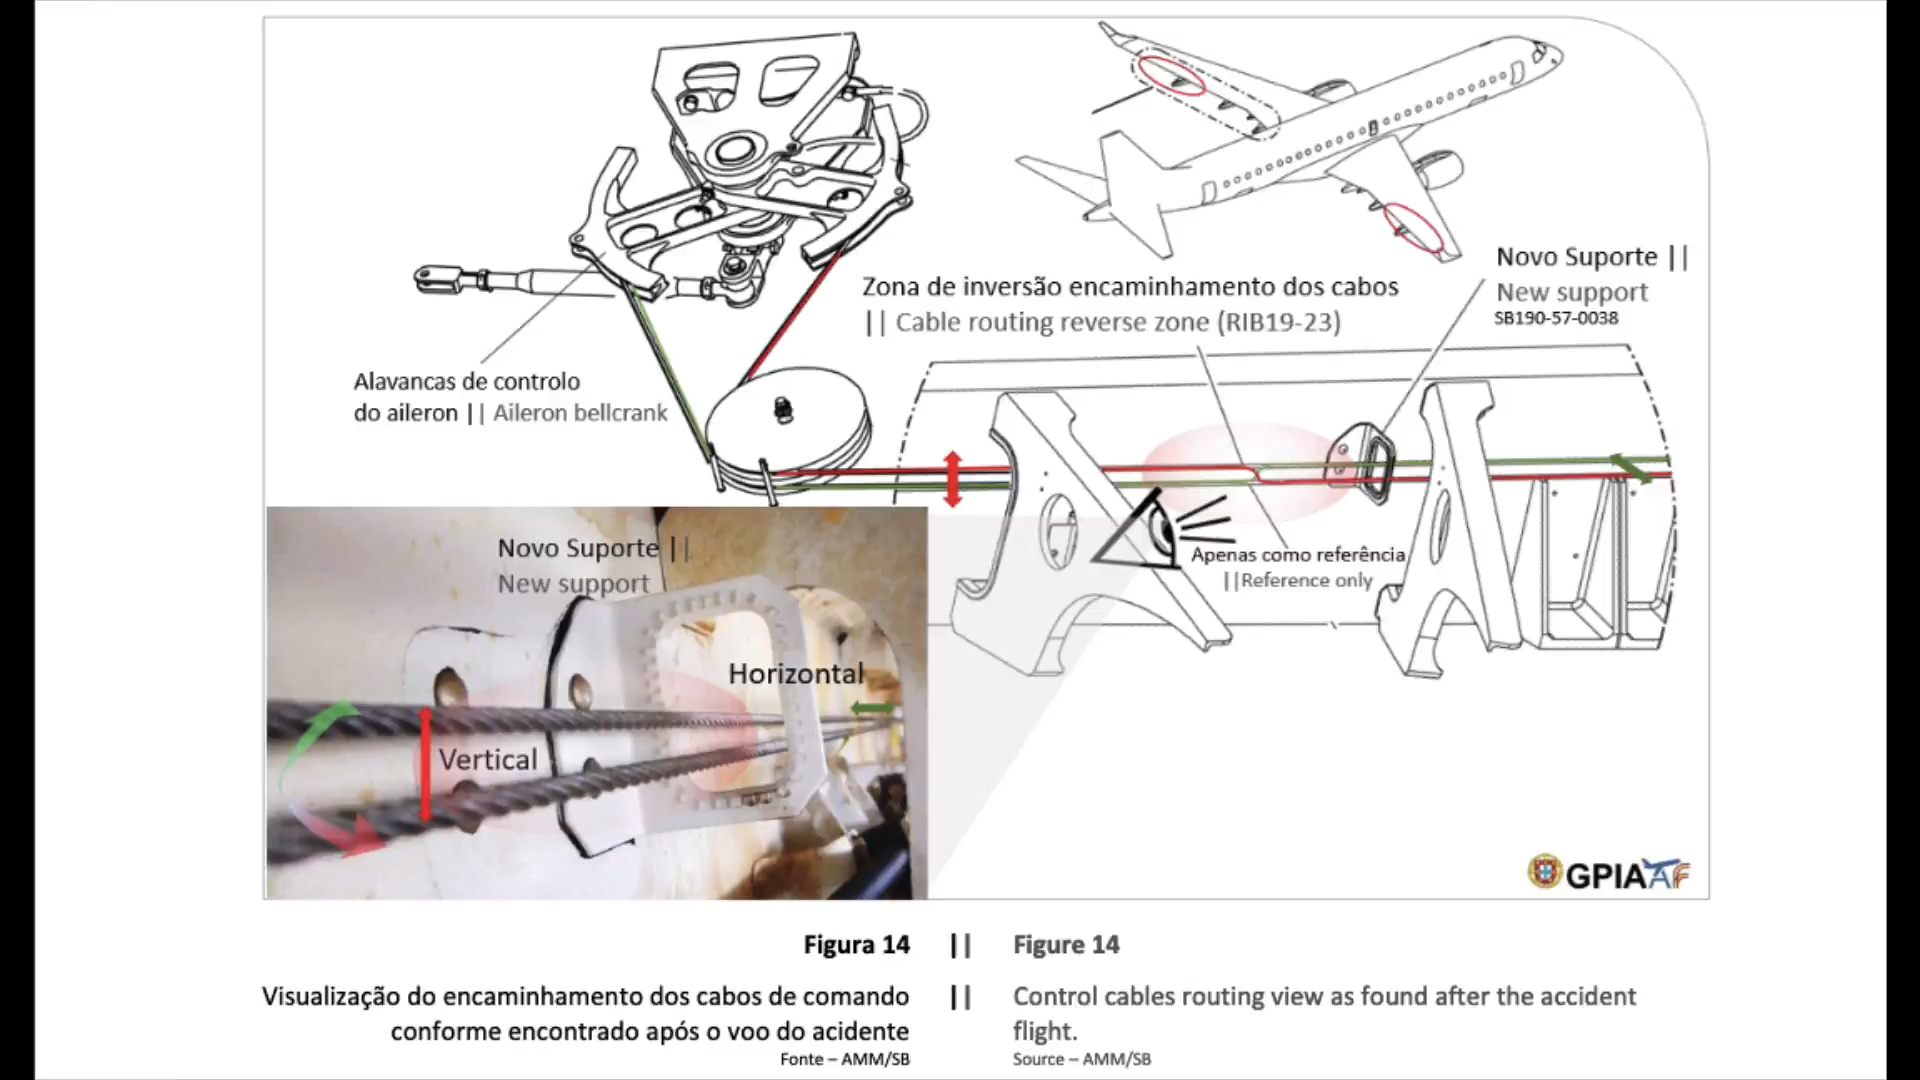 Novo Suporte ||
New support
SB190-57-0038
Zona de inversão encaminhamento dos cabos
|| Cable routing reverse zone (RIB19-23)
Alavancas de controlo
do aileron || Aileron bellcrank
Novo Suporte ||
New support
Apenas como referência
||Reference only
Horizontal
Vertical
GPIAAF
Figura 14 || Figure 14
Visualização do encaminhamento dos cabos de comando || Control cables routing view as found after the accident
conforme encontrado após o voo do acidente flight.
Fonte – AMM/SB Source – AMM/SB